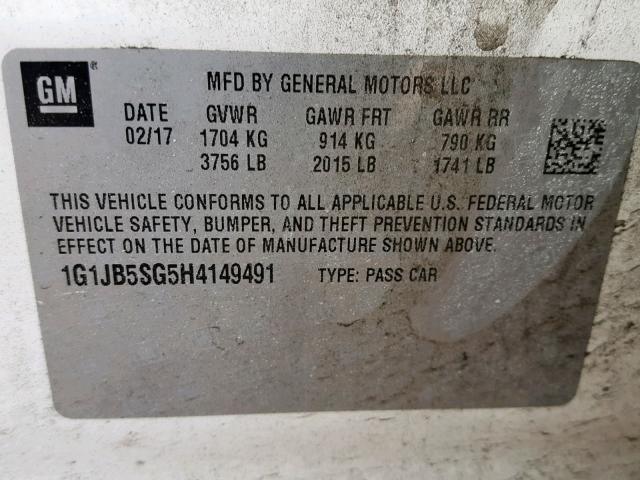 GM
MFD BY GENERAL MOTORS LLC
DATE GVWR GAWR FRT GAWR RR
02/17 1704 KG 914 KG 790 KG
3756 LB 2015 LB 1741 LB
THIS VEHICLE CONFORMS TO ALL APPLICABLE U.S. FEDERAL MOTOR
VEHICLE SAFETY, BUMPER, AND THEFT PREVENTION STANDARDS IN
EFFECT ON THE DATE OF MANUFACTURE SHOWN ABOVE.
1G1JB5SG5H4149491 TYPE: PASS CAR